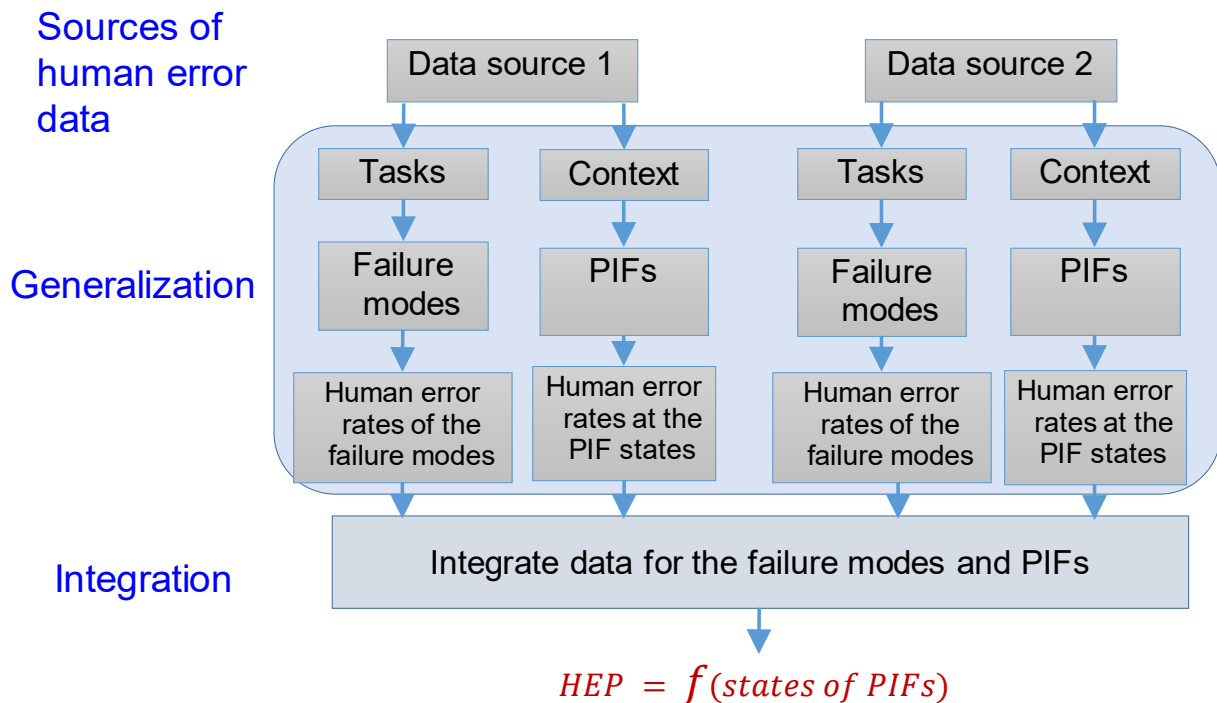 Sources of
human error
data
Data source 1
Data source 2
Tasks
Context
Tasks
Context
Generalization
Failure
modes
PIFs
Failure
modes
PIFs
Human error
rates of the
failure modes
Human error
rates at the
PIF states
Human error
rates of the
failure modes
Human error
rates at the
PIF states
Integration
Integrate data for the failure modes and PIFs
HEP = f(states of PIFs)